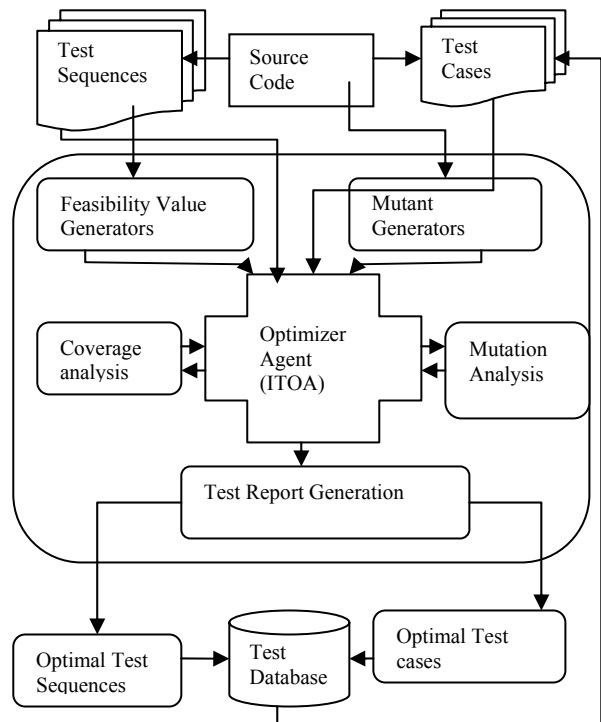 Test
Sequences
Source
Code
Test
Cases
Feasibility Value
Generators
Mutant
Generators
Coverage
analysis
Optimizer
Agent
(ITOA)
Mutation
Analysis
Test Report Generation
Optimal Test
Sequences
Test
Database
Optimal Test
cases